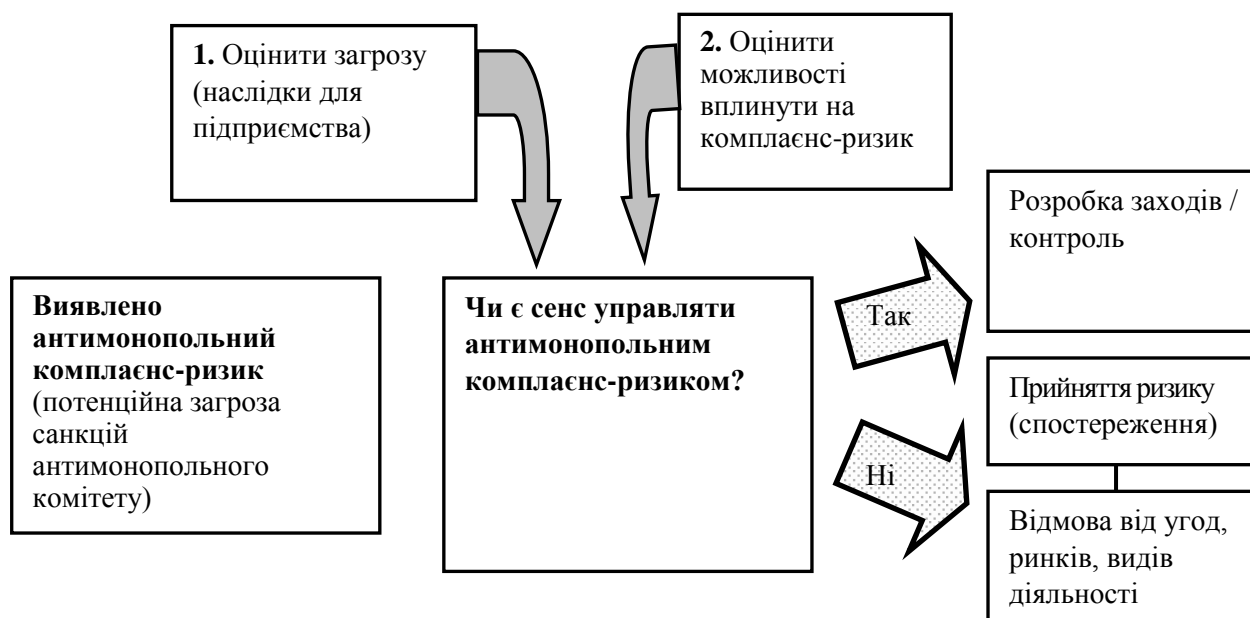 1. Оцінити загрозу
(наслідки для
підприємства)
2. Оцінити
можливості
вплинути на
комплаєнс-ризик
Виявлено
антимонопольний
комплаєнс-ризик
(потенційна загроза
санкцій
антимонопольного
комітету)
Чи є сенс управляти
антимонопольним
комплаєнс-ризиком?
Так
Ні
Розробка заходів /
контроль
Прийняття ризику
(спостереження)
Відмова від угод,
ринків, видів
діяльності